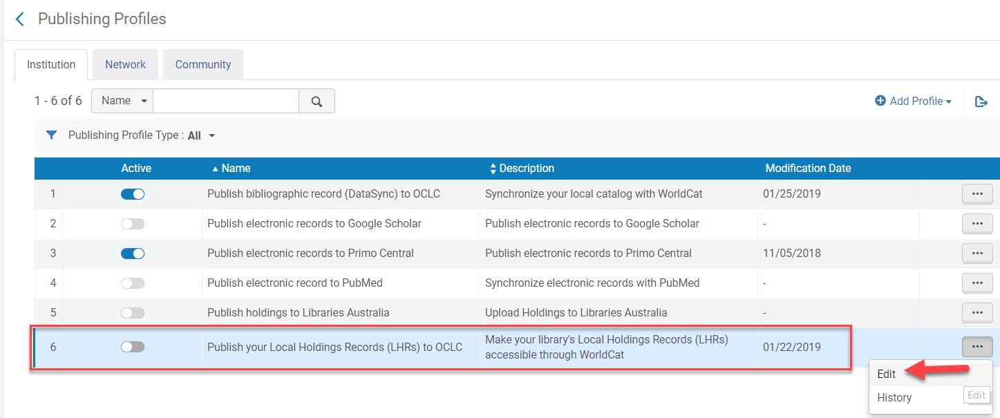 Publishing Profiles
Institution Network Community
1 - 6 of 6 Name Add Profile
Publishing Profile Type : All
Active Name Description Modification Date
1 Publish bibliographic record (DataSync) to OCLC Synchronize your local catalog with WorldCat 01/25/2019
2 Publish electronic records to Google Scholar Publish electronic records to Google Scholar -
3 Publish electronic records to Primo Central Publish electronic records to Primo Central 11/05/2018
4 Publish electronic record to PubMed Synchronize electronic records with PubMed -
5 Publish holdings to Libraries Australia Upload Holdings to Libraries Australia -
6 Publish your Local Holdings Records (LHRs) to OCLC Make your library's Local Holdings Records (LHRs) 01/22/2019
accessible through WorldCat
Edit
History Edit